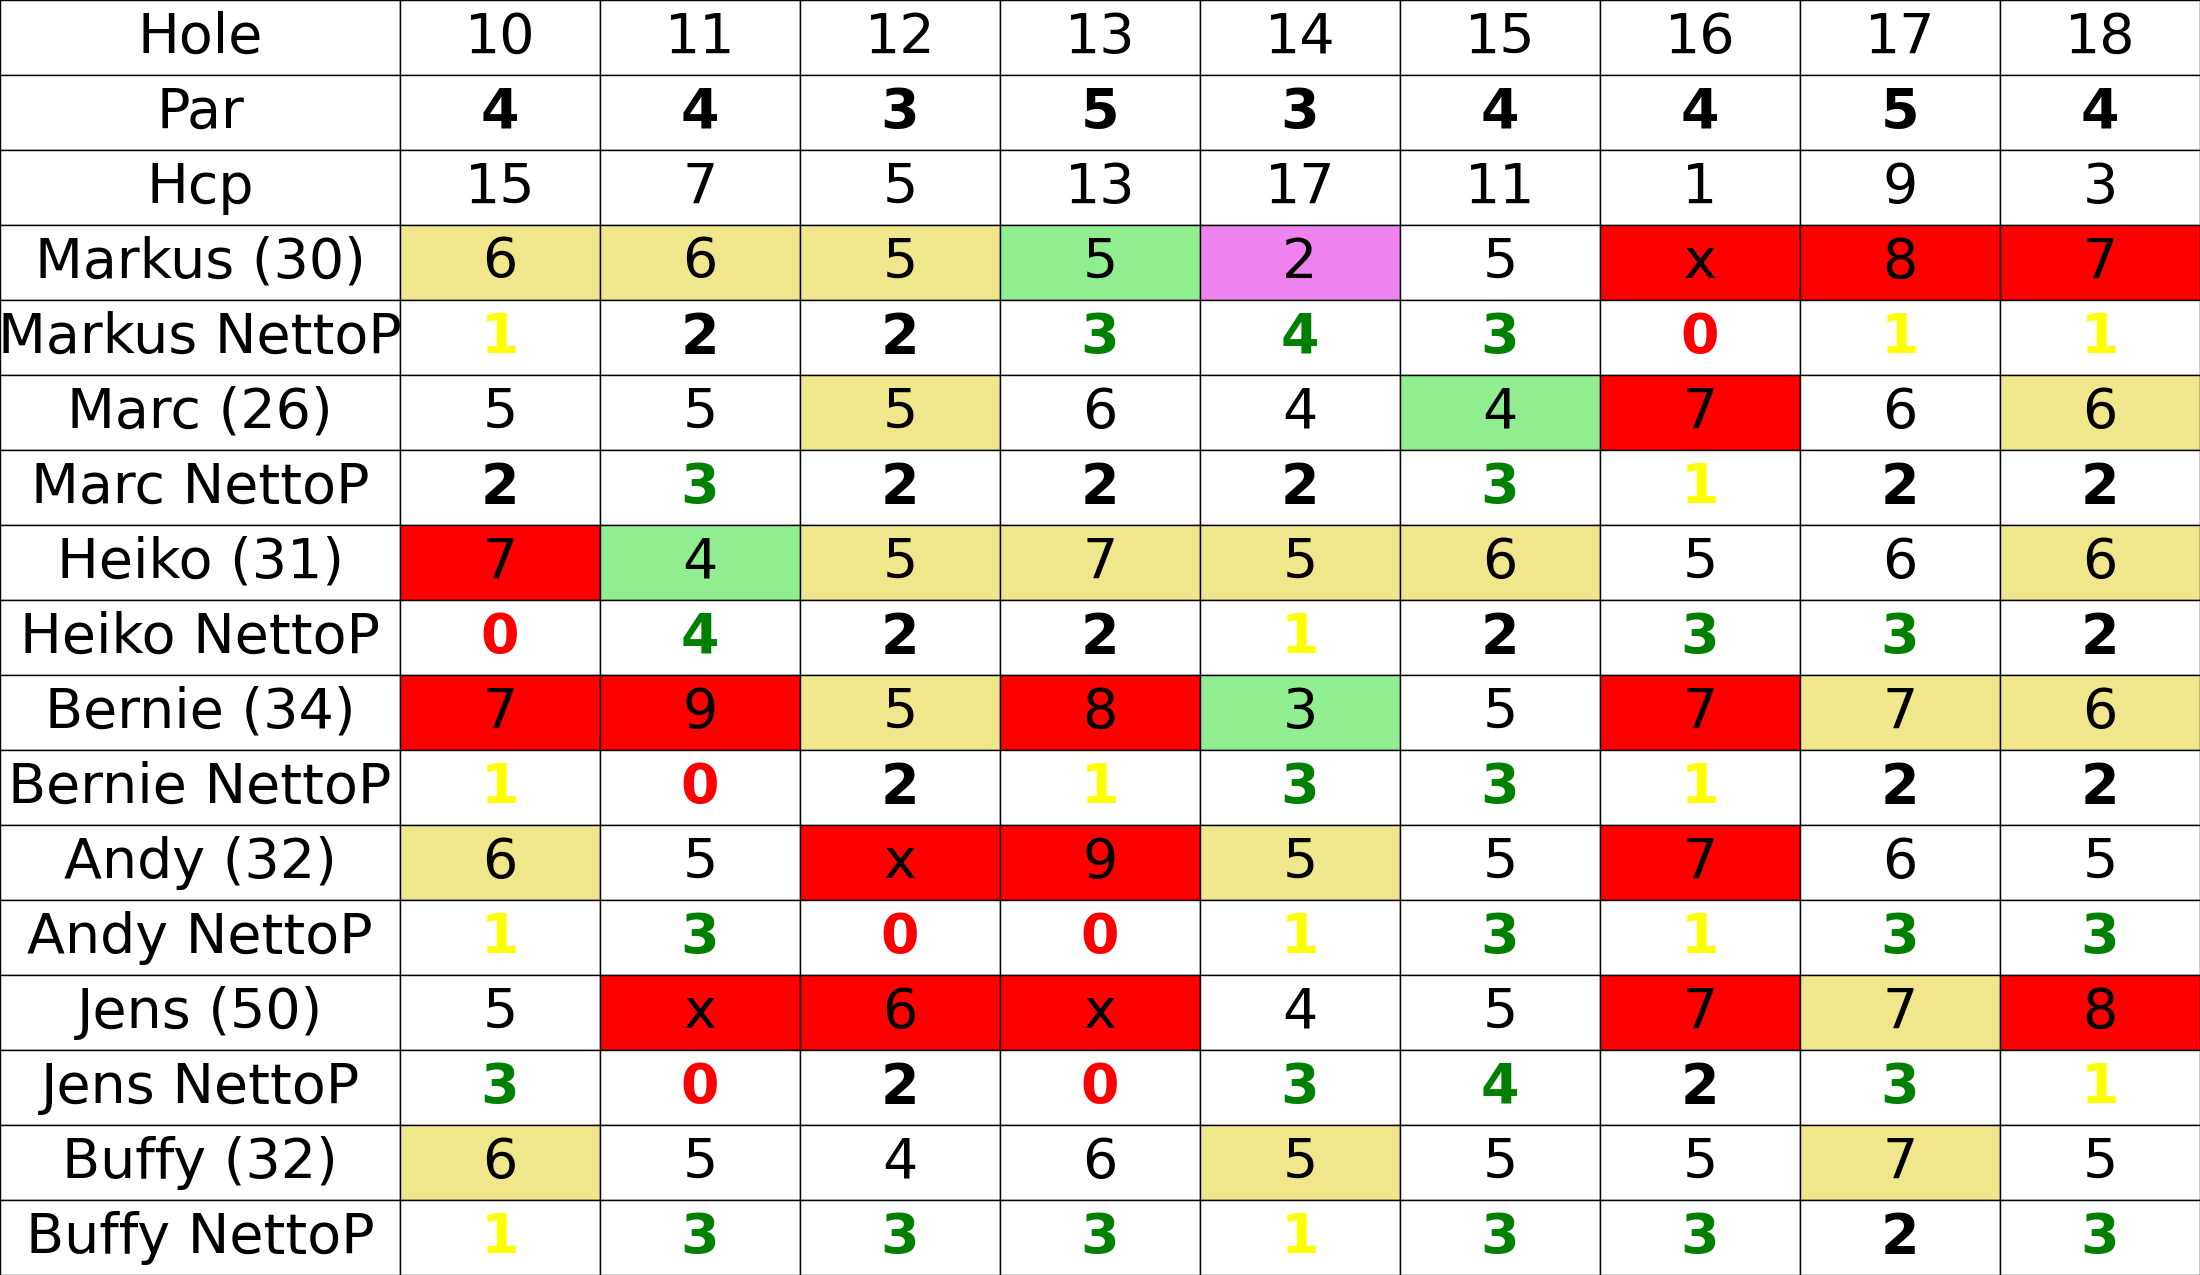 Hole 10 11 12 13 14 15 16 17 18
Par 4 4 3 5 3 4 4 5 4
Hcp 15 7 5 13 17 11 1 9 3
Markus (30) 6 6 5 5 2 5 x 8 7
Markus NettoP 1 2 2 3 4 3 0 1 1
Marc (26) 5 5 5 6 4 4 7 6 6
Marc NettoP 2 3 2 2 2 3 1 2 2
Heiko (31) 7 4 5 7 5 6 5 6 6
Heiko NettoP 0 4 2 2 1 2 3 3 2
Bernie (34) 7 9 5 8 3 5 7 7 6
Bernie NettoP 1 0 2 1 3 3 1 2 2
Andy (32) 6 5 x 9 5 5 7 6 5
Andy NettoP 1 3 0 0 1 3 1 3 3
Jens (50) 5 x 6 x 4 5 7 7 8
Jens NettoP 3 0 2 0 3 4 2 3 1
Buffy (32) 6 5 4 6 5 5 5 7 5
Buffy NettoP 1 3 3 3 1 3 3 2 3